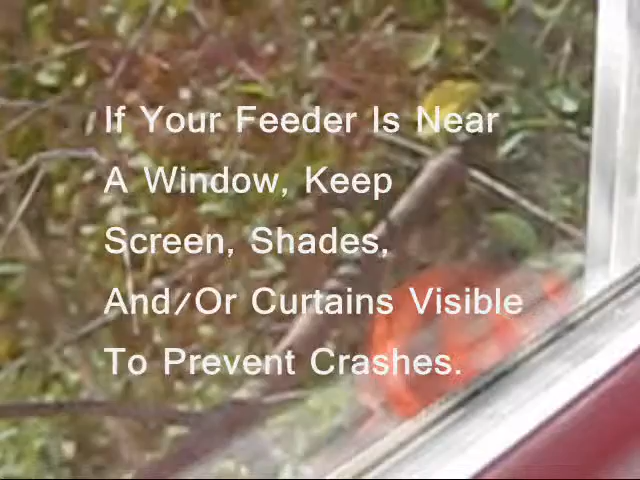 If Your Feeder Is Near
A Window, Keep
Screen, Shades,
And/Or Curtains Visible
To Prevent Crashes.